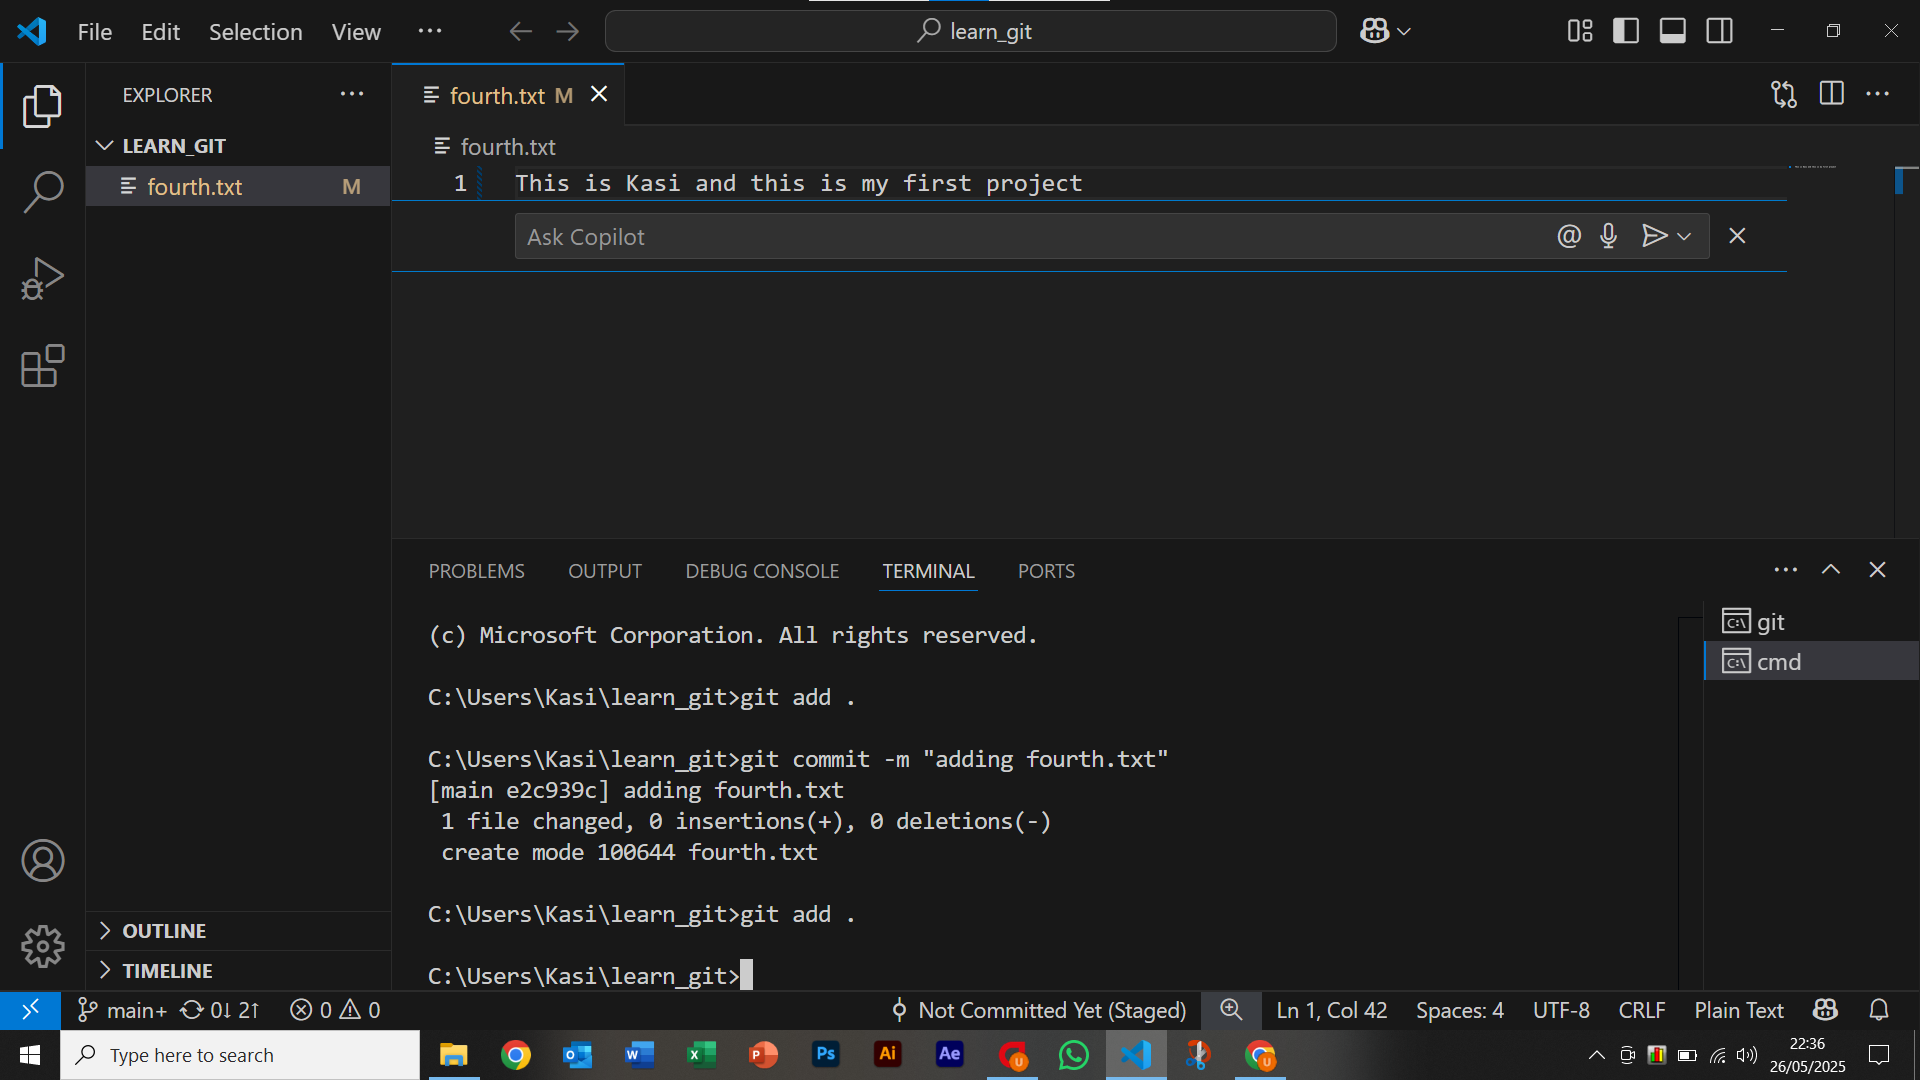 File Edit Selection View ··· learn_git
EXPLORER ···
LEARN_GIT
fourth.txt M
fourth.txt M
fourth.txt
1 This is Kasi and this is my first project
Ask Copilot
PROBLEMS OUTPUT DEBUG CONSOLE TERMINAL PORTS
(c) Microsoft Corporation. All rights reserved.
C:\Users\Kasi\learn_git>git add .
C:\Users\Kasi\learn_git>git commit -m "adding fourth.txt"
[main e2c939c] adding fourth.txt
1 file changed, 0 insertions(+), 0 deletions(-)
create mode 100644 fourth.txt
C:\Users\Kasi\learn_git>git add .
C:\Users\Kasi\learn_git>
git
cmd
OUTLINE
TIMELINE
main+ 0↓ 2↑ 0 0 Not Committed Yet (Staged) Ln 1, Col 42 Spaces: 4 UTF-8 CRLF Plain Text
Type here to search
Ps Ai Ae
22:36
26/05/2025